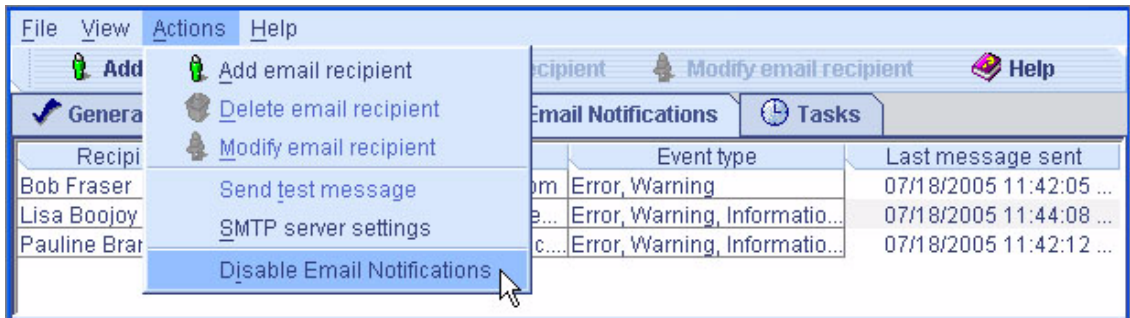 File View Actions Help
Add ecipient Modify email recipient Help
Add email recipient
Delete email recipient
Modify email recipient
Send test message
SMTP server settings
Disable Email Notifications
Genera Email Notifications Tasks
Recipi Event type Last message sent
Bob Fraser om Error, Warning 07/18/2005 11:42:05 ...
Lisa Boojoy e... Error, Warning, Informatio... 07/18/2005 11:44:08 ...
Pauline Bran c.... Error, Warning, Informatio... 07/18/2005 11:42:12 ...